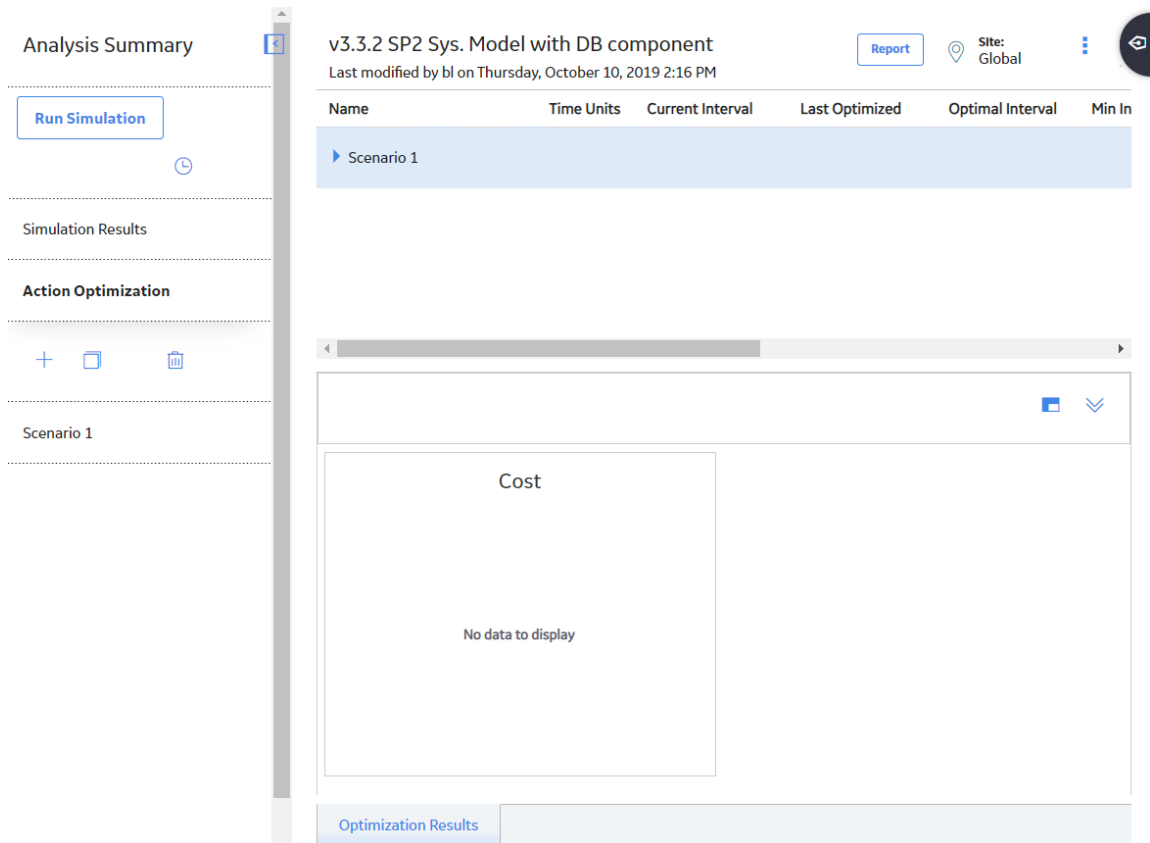 Analysis Summary
Run Simulation
Simulation Results
Action Optimization
Scenario 1
v3.3.2 SP2 Sys. Model with DB component
Last modified by bl on Thursday, October 10, 2019 2:16 PM
Report
Site:
Global
Name Time Units Current Interval Last Optimized Optimal Interval Min In
Scenario 1
Cost
No data to display
Optimization Results